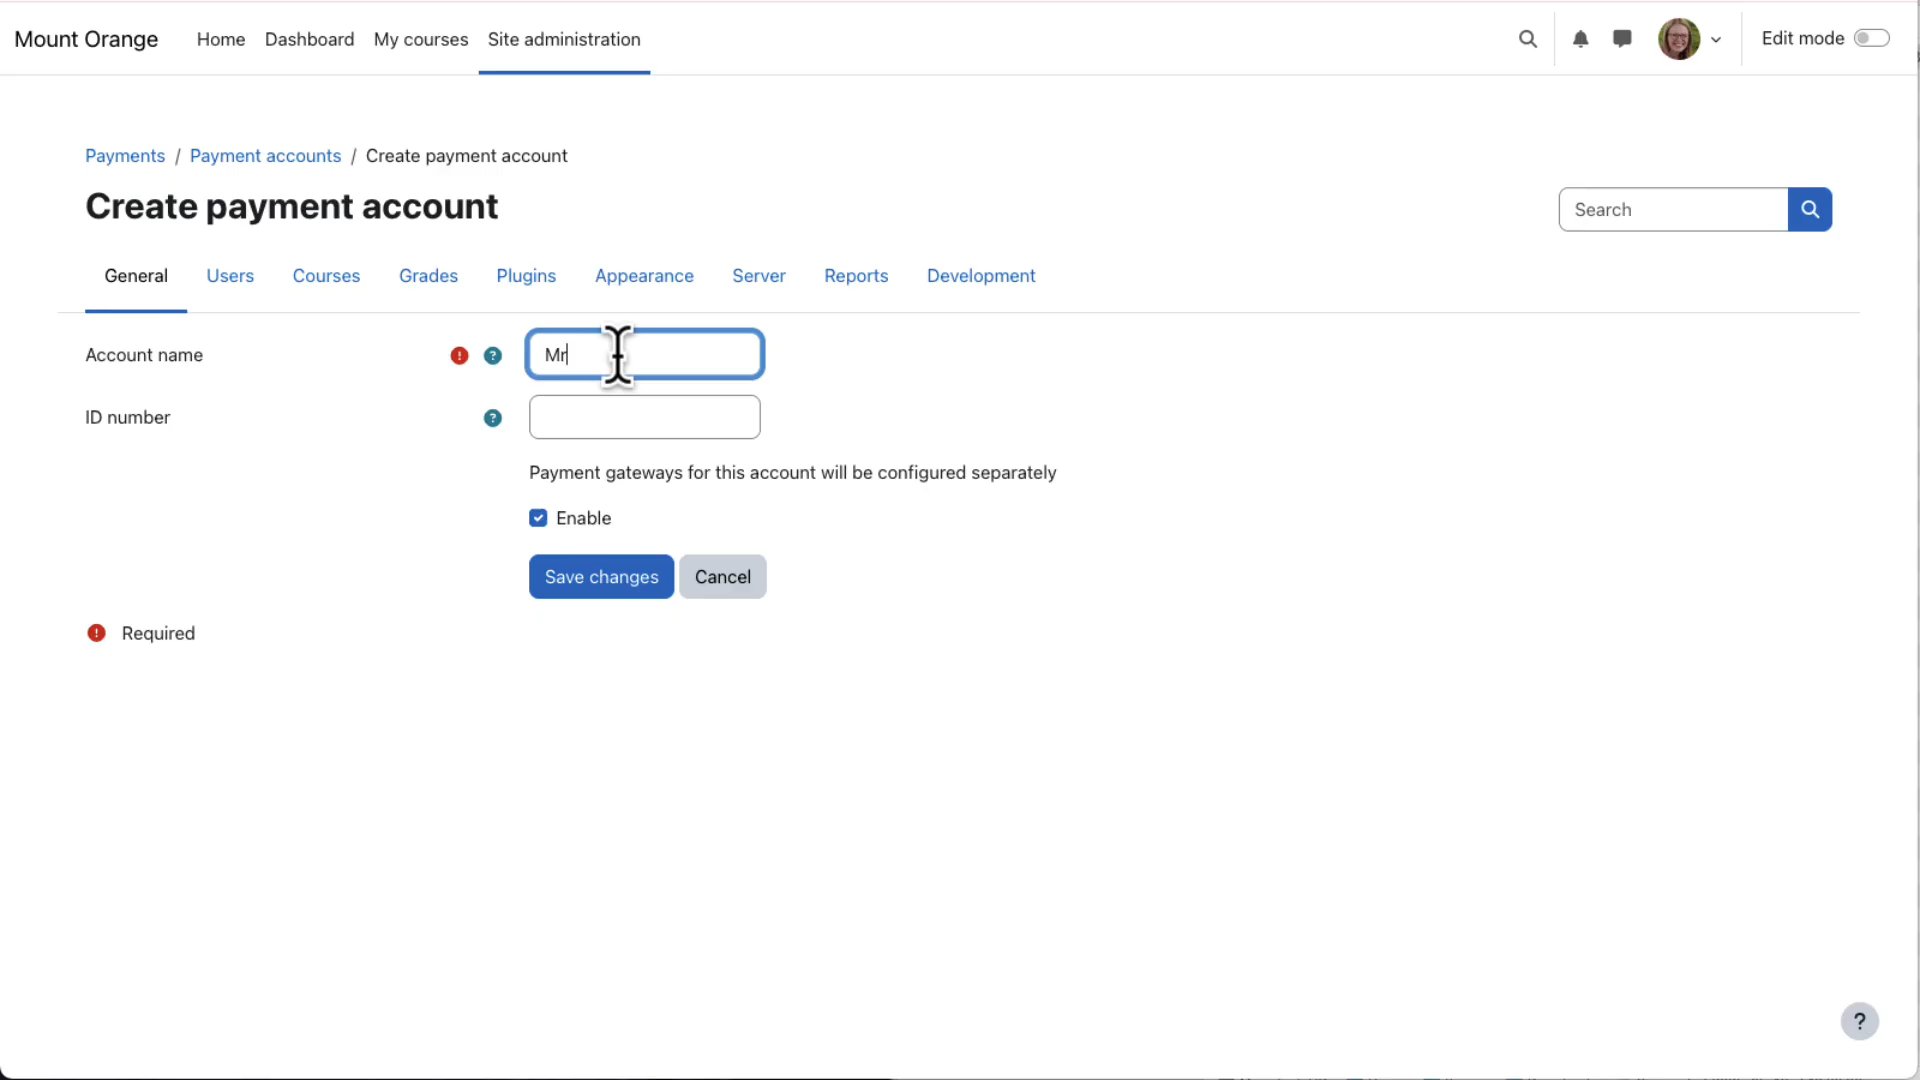 Mount Orange Home Dashboard My courses Site administration Edit mode
Payments / Payment accounts / Create payment account
Create payment account
Search
General Users Courses Grades Plugins Appearance Server Reports Development
Account name ! ? Mr
ID number ?
Payment gateways for this account will be configured separately
Enable
Save changes Cancel
! Required
?